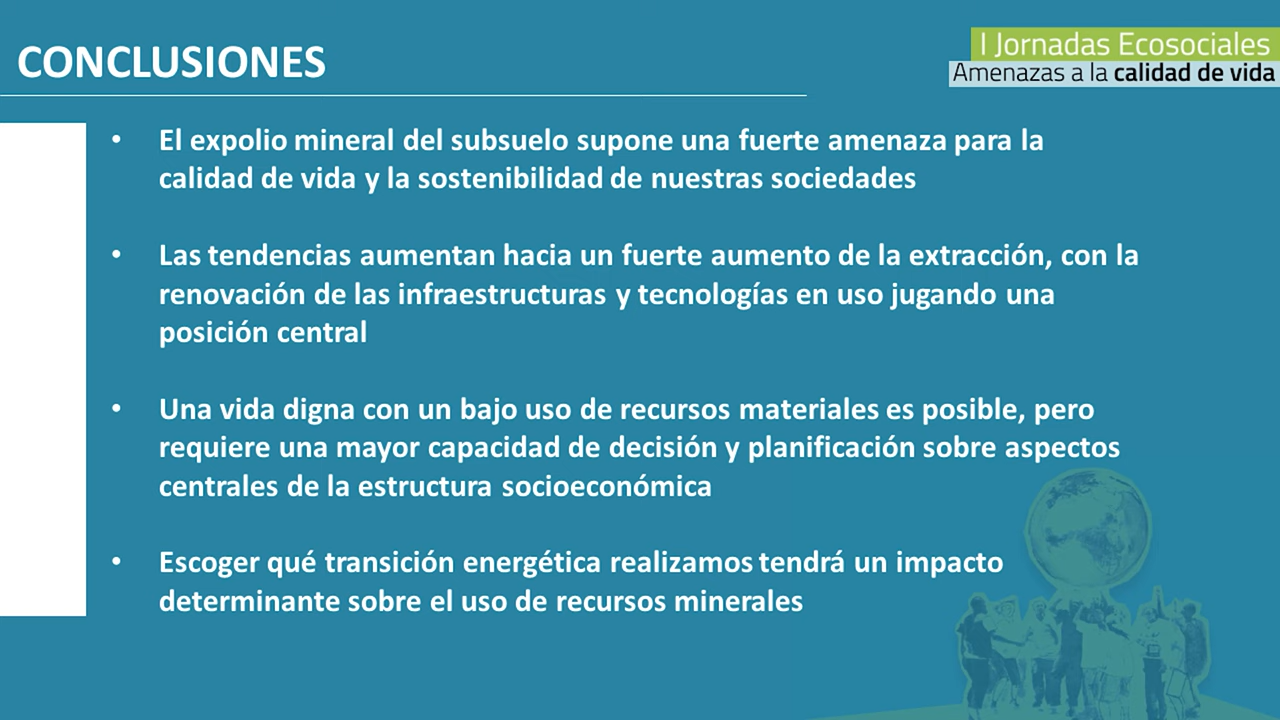 CONCLUSIONES
I Jornadas Ecosociales
Amenazas a la calidad de vida
• El expolio mineral del subsuelo supone una fuerte amenaza para la
calidad de vida y la sostenibilidad de nuestras sociedades
• Las tendencias aumentan hacia un fuerte aumento de la extracción, con la
renovación de las infraestructuras y tecnologías en uso jugando una
posición central
• Una vida digna con un bajo uso de recursos materiales es posible, pero
requiere una mayor capacidad de decisión y planificación sobre aspectos
centrales de la estructura socioeconómica
• Escoger qué transición energética realizamos tendrá un impacto
determinante sobre el uso de recursos minerales